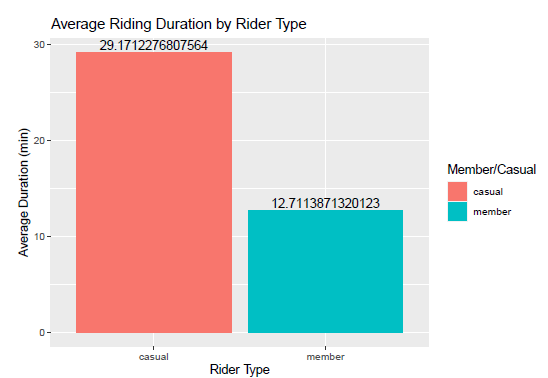 Average Riding Duration by Rider Type
29.1712276807564
12.7113871320123
30
20
10
0
Average Duration (min)
casual
member
Rider Type
Member/Casual
casual
member